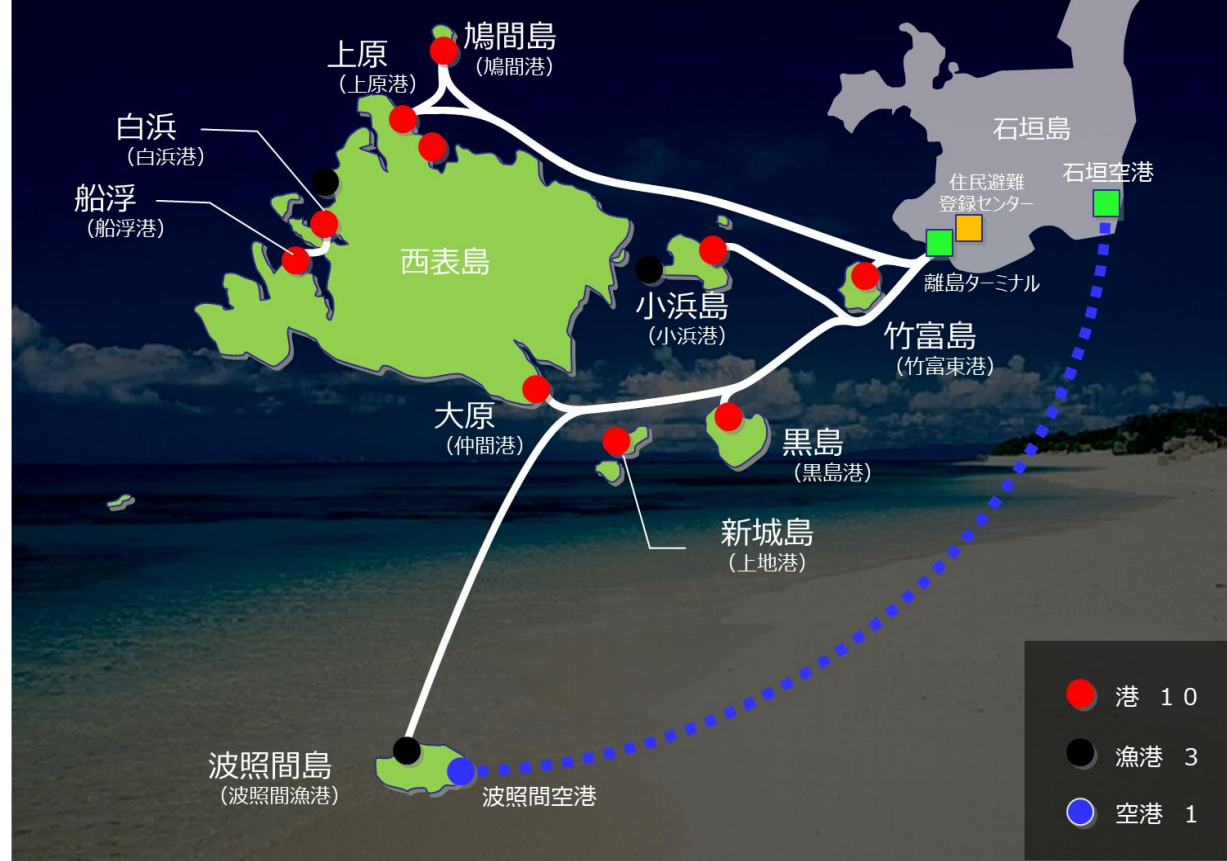 鳩間島
（鳩間港）
上原
（上原港）
白浜
（白浜港）
船浮
（船浮港）
石垣島
石垣空港
住民避難
登録センター
離島ターミナル
西表島
小浜島
（小浜港）
竹富島
（竹富東港）
大原
（仲間港）
黒島
（黒島港）
新城島
（上地港）
波照間島
（波照間漁港）
波照間空港
港 １０
漁港 ３
空港 １